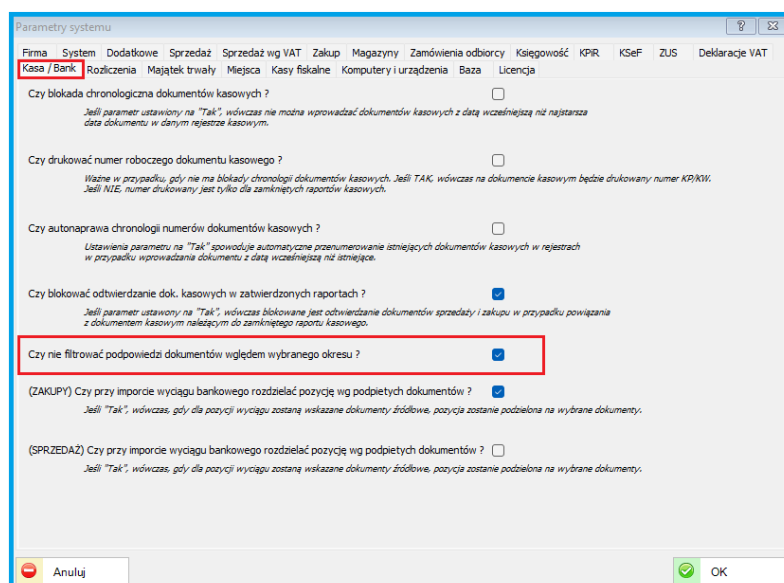 Parametry systemu
Firma System Dodatkowe Sprzedaż Sprzedaż wg VAT Zakup Magazyny Zamówienia odbiorcy Księgowość KPiR KSeF ZUS Deklaracje VAT
Kasa / Bank Rozliczenia Majątek trwały Miejsca Kasy fiskalne Komputery i urządzenia Baza Licencja
Czy blokada chronologiczna dokumentów kasowych ?
Jeśli parametr ustawiony na "Tak", wówczas nie można wprowadzać dokumentów kasowych z datą wcześniejszą niż najstarsza
data dokumentu w danym rejestrze kasowym.
Czy drukować numer roboczego dokumentu kasowego ?
Ważne w przypadku, gdy nie ma blokady chronologii dokumentów kasowych. Jeśli TAK, wówczas na dokumencie kasowym będzie drukowany numer KP/KW.
Jeśli NIE, numer drukowany jest tylko dla zamkniętych raportów kasowych.
Czy autonaprawa chronologii numerów dokumentów kasowych ?
Ustawienia parametru na "Tak" spowoduje automatyczne przenumerowanie istniejących dokumentów kasowych w rejestrach
w przypadku wprowadzania dokumentu z datą wcześniejszą niż istniejące.
Czy blokować odtwierdzanie dok. kasowych w zatwierdzonych raportach ?
Jeśli parametr ustawony na "Tak", wówczas blokowane jest odtwierdzanie dokumentów sprzedaży i zakupu w przypadku powiązania
z dokumentem kasowym należącym do zamkniętego raportu kasowego.
Czy nie filtrować podpowiedzi dokumentów względem wybranego okresu ?
(ZAKUPY) Czy przy imporcie wyciągu bankowego rozdzielać pozycję wg podpietych dokumentów ?
Jeśli "Tak", wówczas, gdy dla pozycji wyciągu zostaną wskazane dokumenty źródłowe, pozycja zostanie podzielona na wybrane dokumenty.
(SPRZEDAŻ) Czy przy imporcie wyciągu bankowego rozdzielać pozycję wg podpietych dokumentów ?
Jeśli "Tak", wówczas, gdy dla pozycji wyciągu zostaną wskazane dokumenty źródłowe, pozycja zostanie podzielona na wybrane dokumenty.
Anuluj OK